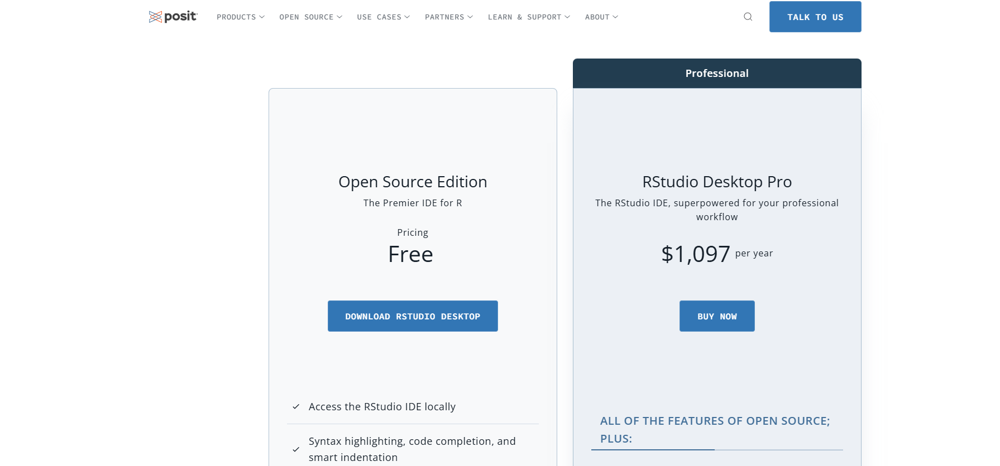 posit
PRODUCTS
OPEN SOURCE
USE CASES
PARTNERS
LEARN & SUPPORT
ABOUT
TALK TO US
Professional
Open Source Edition
The Premier IDE for R
Pricing
Free
DOWNLOAD RSTUDIO DESKTOP
Access the RStudio IDE locally
Syntax highlighting, code completion, and
smart indentation
RStudio Desktop Pro
The RStudio IDE, superpowered for your professional
workflow
$1,097 per year
BUY NOW
ALL OF THE FEATURES OF OPEN SOURCE;
PLUS: